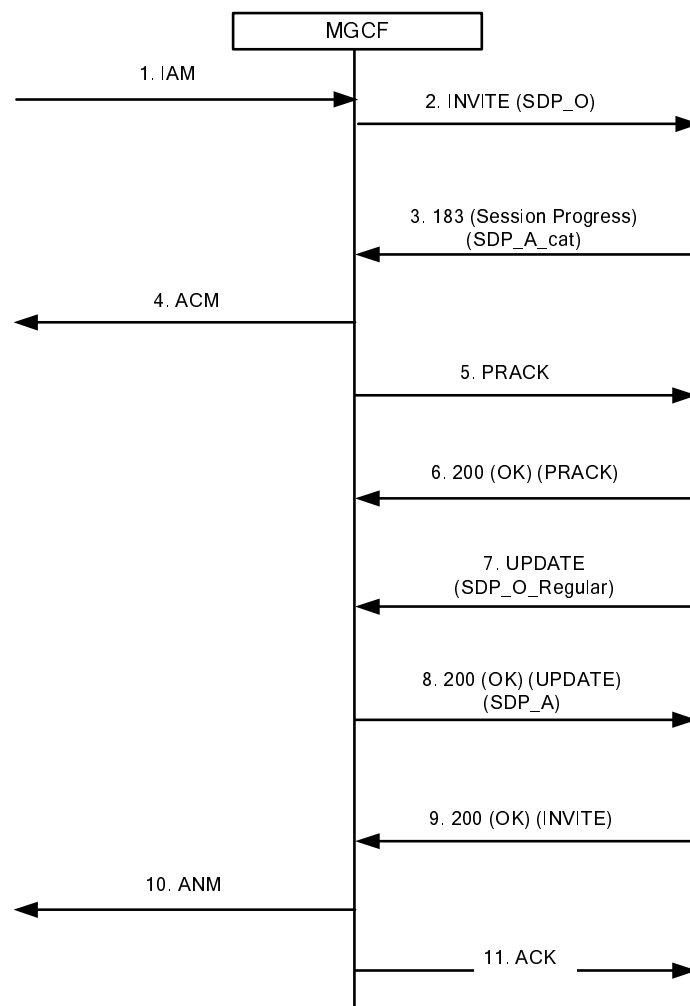 MGCF
1. IAM
2. INVITE (SDP_O)
3. 183 (Session Progress)
(SDP_A_cat)
4. ACM
5. PRACK
6. 200 (OK) (PRACK)
7. UPDATE
(SDP_O_Regular)
8. 200 (OK) (UPDATE)
(SDP_A)
9. 200 (OK) (INVITE)
10. ANM
11. ACK